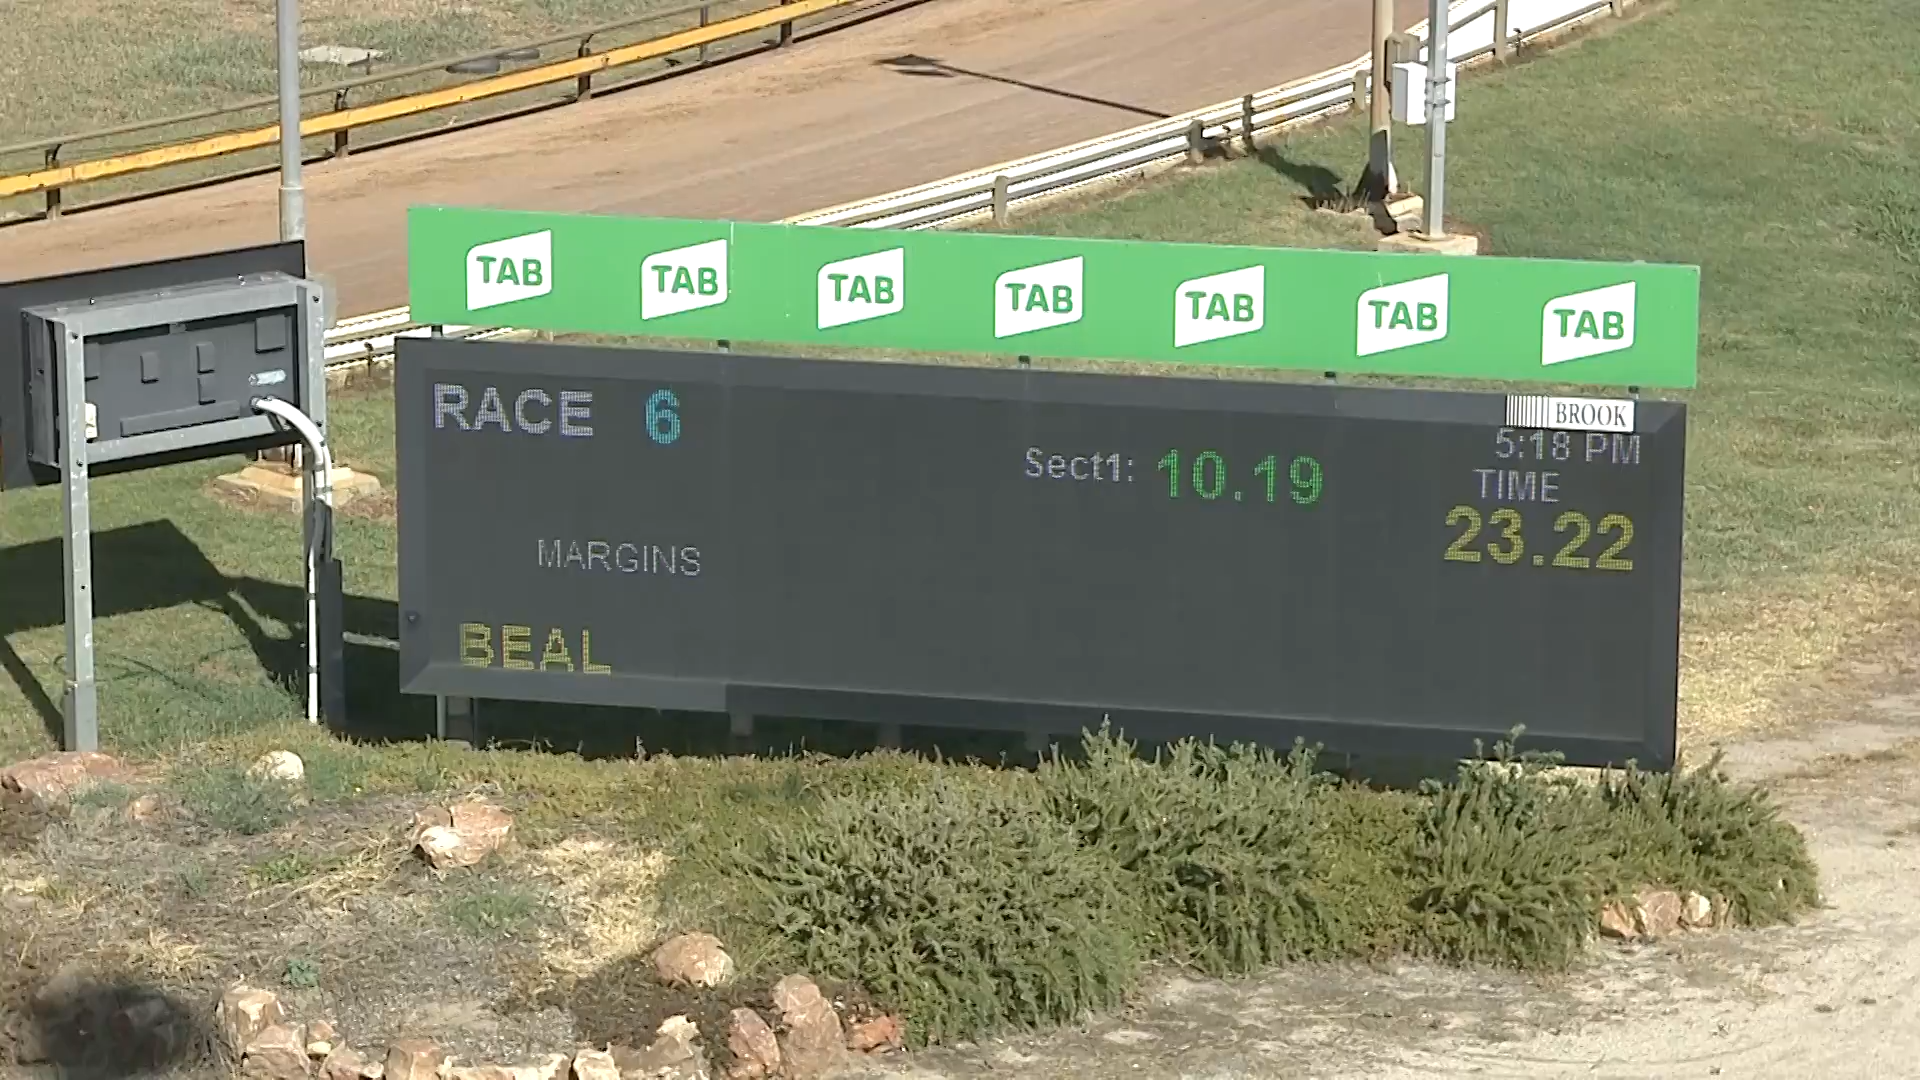 TAB TAB TAB TAB TAB TAB TAB
BROOK
RACE 6
5:18 PM
Sect1: 10.19
TIME
23.22
MARGINS
BEAL